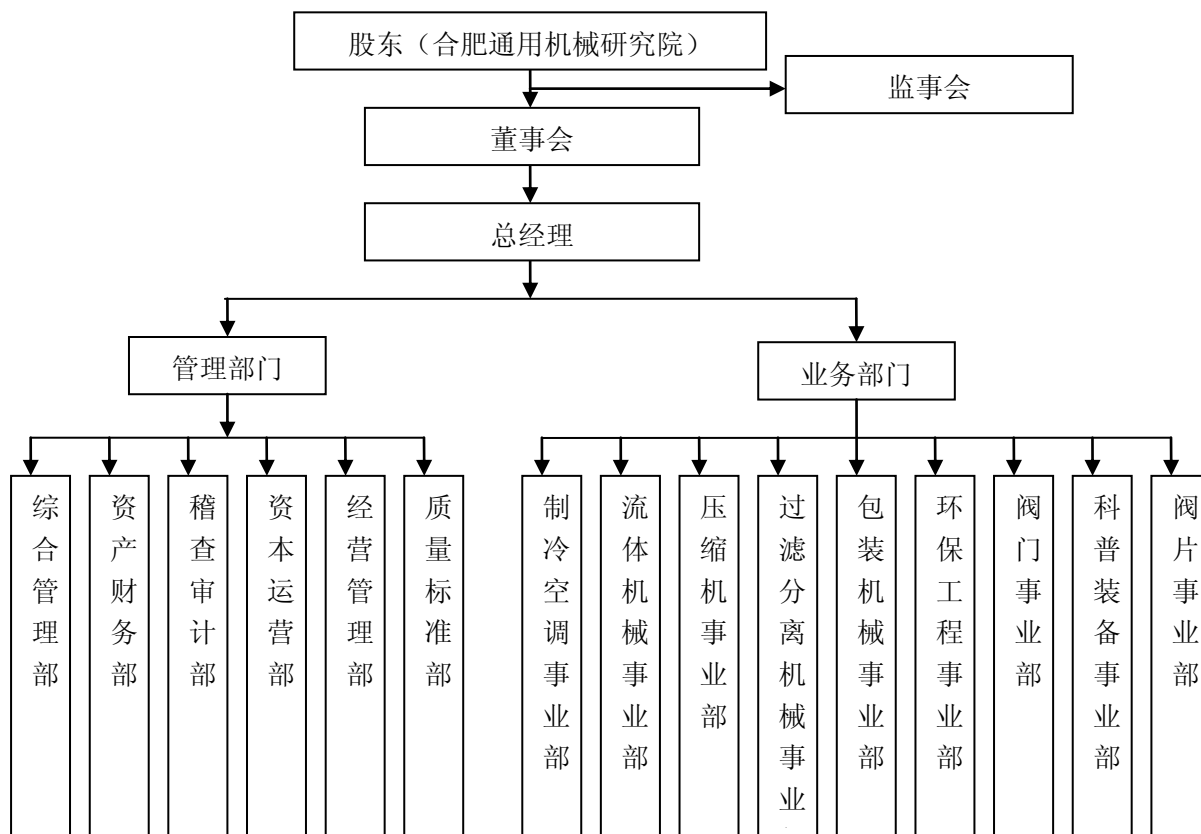 股东（合肥通用机械研究院）
监事会
董事会
总经理
管理部门
业务部门
综合管理部
资产财务部
稽查审计部
资本运营部
经营管理部
质量标准部
制冷空调事业部
流体机械事业部
压缩机事业部
过滤分离机械事业
包装机械事业部
环保工程事业部
阀门事业部
科普装备事业部
阀片事业部